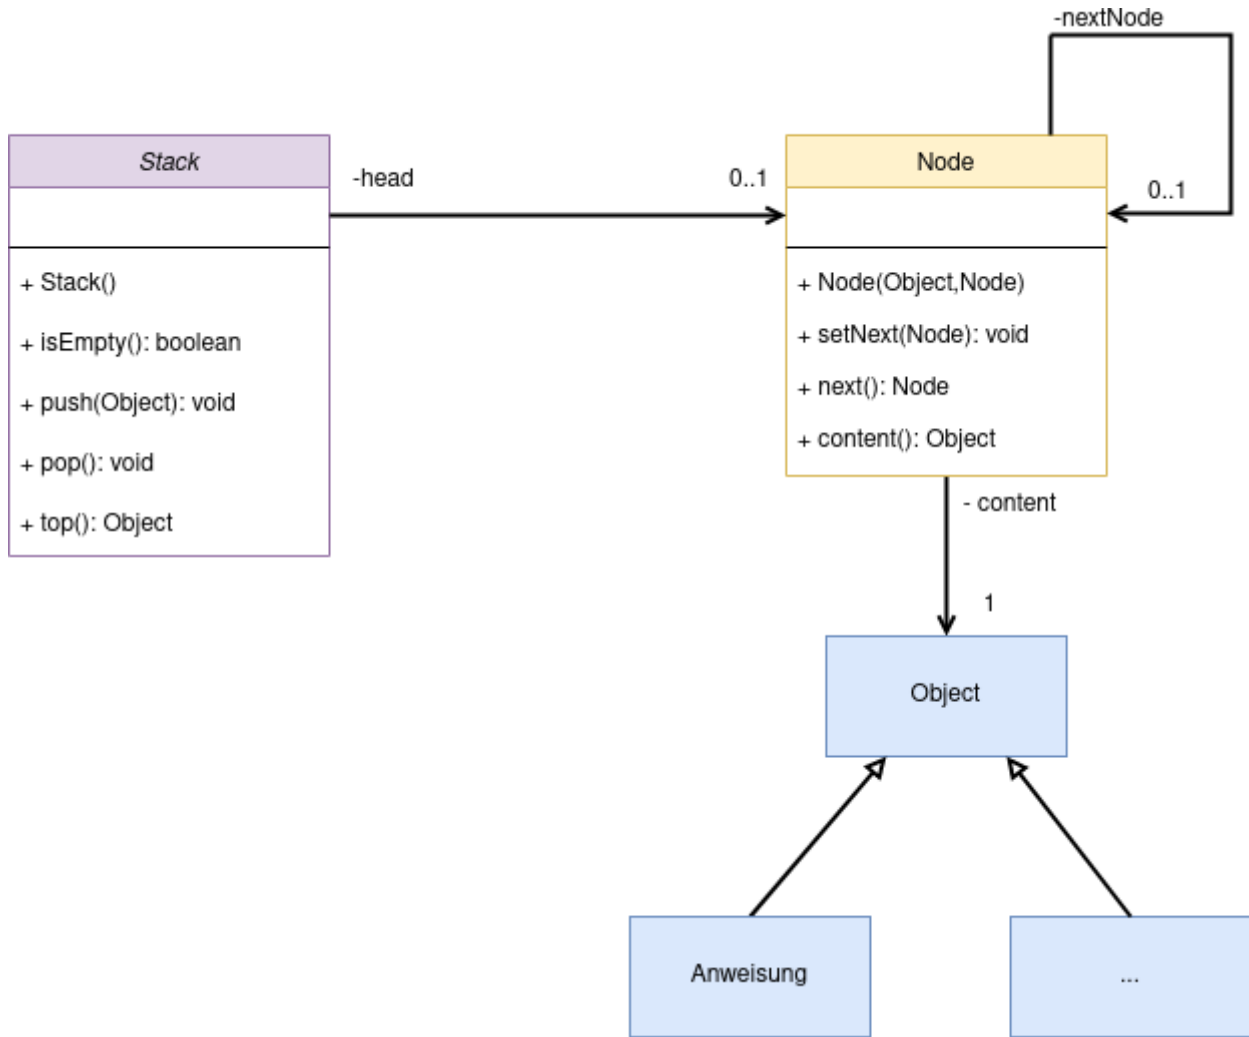 -nextNode
Stack
-head
0..1
Node
0..1
+ Stack()
+ isEmpty(): boolean
+ push(Object): void
+ pop(): void
+ top(): Object
+ Node(Object,Node)
+ setNext(Node): void
+ next(): Node
+ content(): Object
- content
1
Object
Anweisung
...